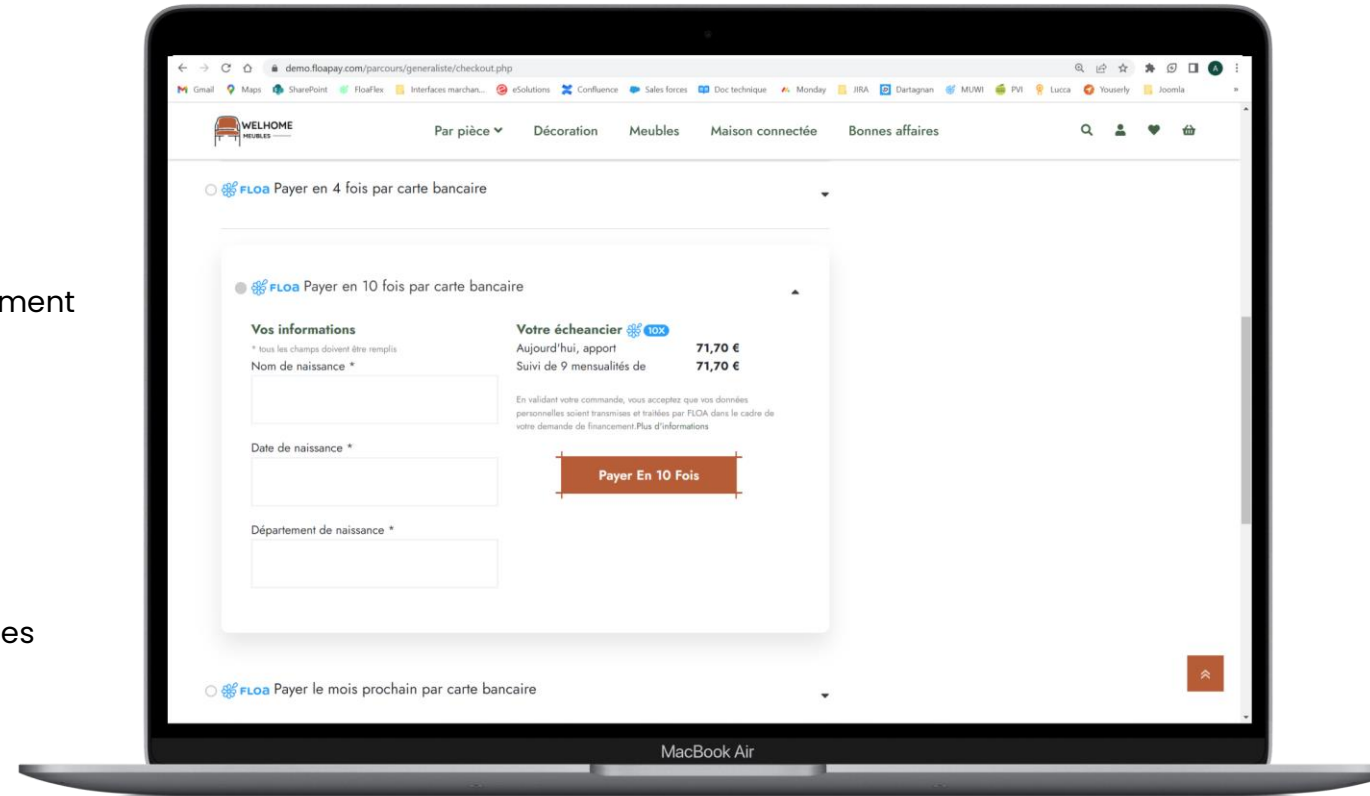 demo.floapay.com/parcours/generaliste/checkout.php
Gmail Maps SharePoint FloaFlex Interfaces marchan... eSolutions Confluence Sales forces Doc technique Monday JIRA Dartagnan MUWI PVI Lucca Youserly Joomla »
WELHOME
MEUBLES
Par pièce Décoration Meubles Maison connectée Bonnes affaires
FLOA Payer en 4 fois par carte bancaire
FLOA Payer en 10 fois par carte bancaire
ment
Vos informations
* tous les champs doivent être remplis
Nom de naissance *
Votre écheancier 10X
Aujourd'hui, apport 71,70 €
Suivi de 9 mensualités de 71,70 €
En validant votre commande, vous acceptez que vos données
personnelles soient transmises et traitées par FLOA dans le cadre de
votre demande de financement.Plus d'informations
Date de naissance *
Payer En 10 Fois
Département de naissance *
es
FLOA Payer le mois prochain par carte bancaire
MacBook Air